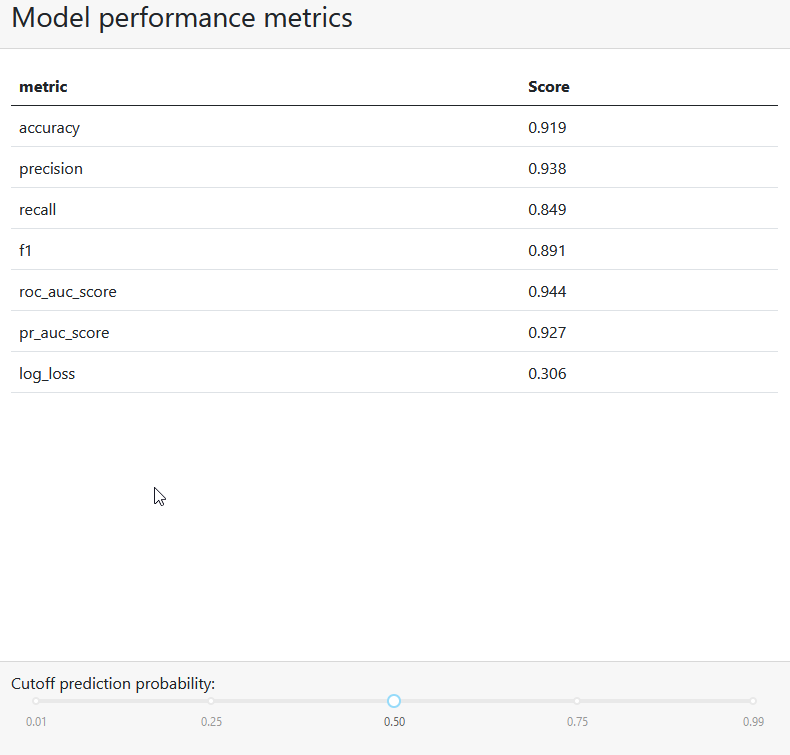 Model performance metrics
metric Score
accuracy 0.919
precision 0.938
recall 0.849
f1 0.891
roc_auc_score 0.944
pr_auc_score 0.927
log_loss 0.306
Cutoff prediction probability:
0.01 0.25 0.50 0.75 0.99